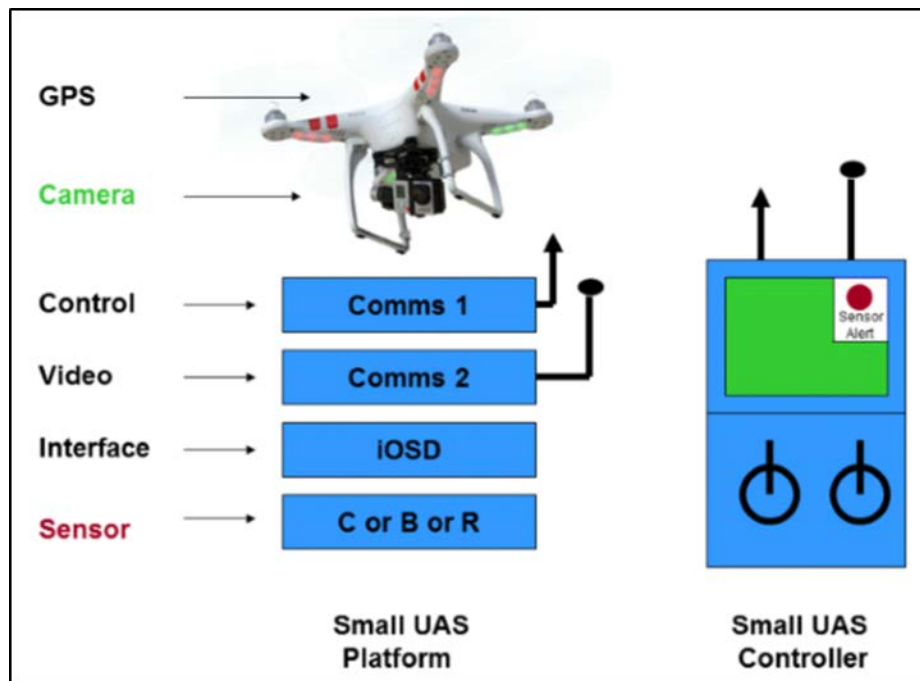 GPS
Camera
Control
Comms 1
Video
Comms 2
Interface
iOSD
Sensor
C or B or R
Small UAS
Platform
Sensor
Alert
Small UAS
Controller